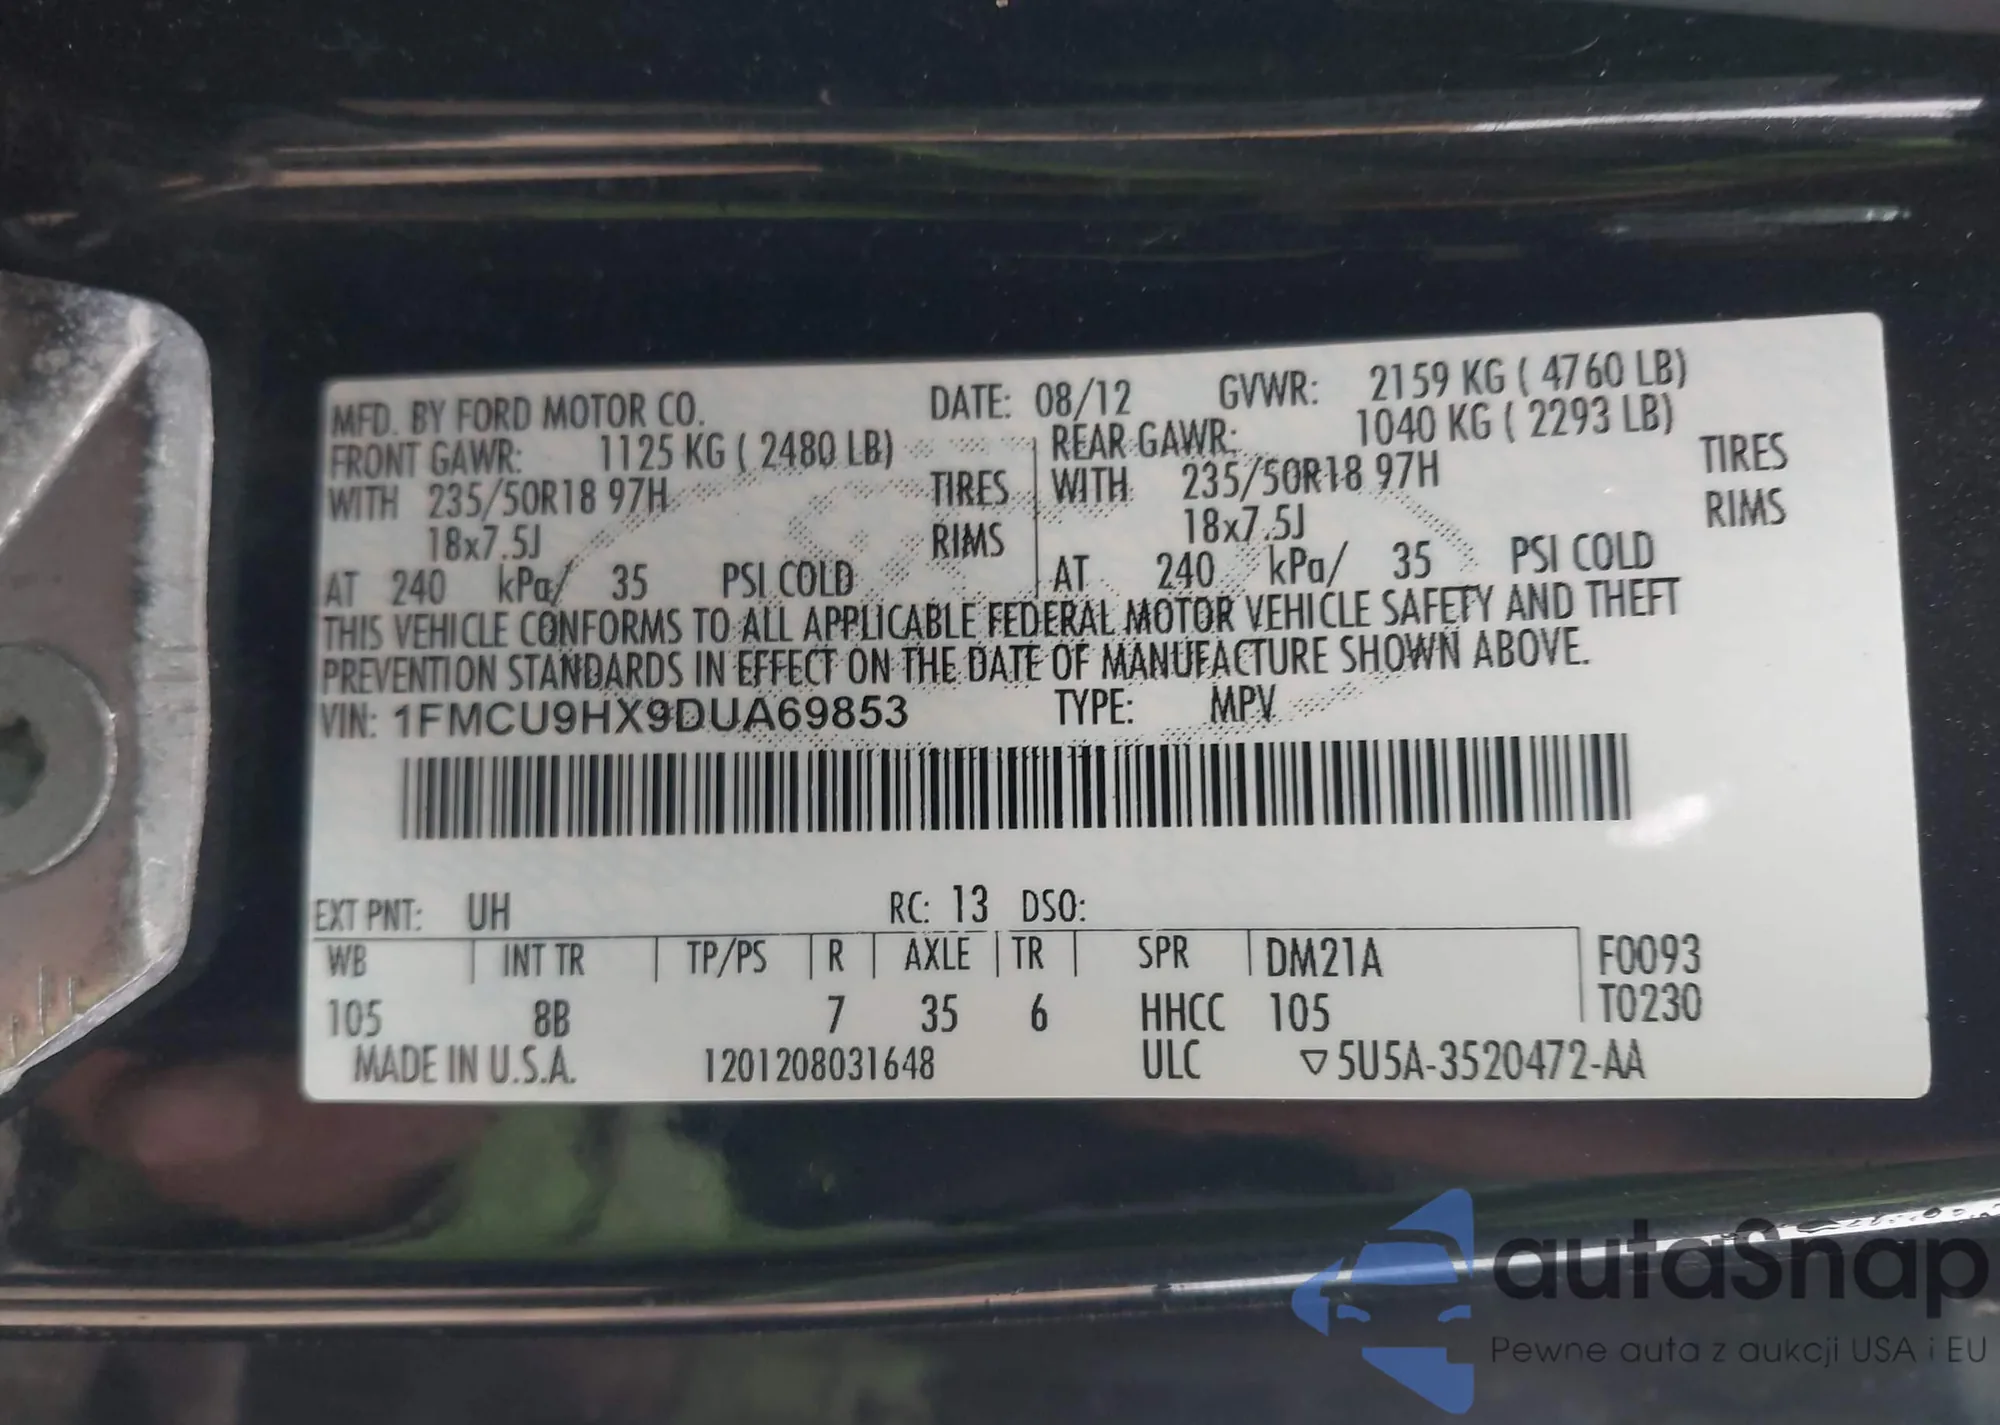 MFD. BY FORD MOTOR CO. DATE: 08/12 GVWR: 2159 KG ( 4760 LB)
FRONT GAWR: 1125 KG ( 2480 LB) REAR GAWR: 1040 KG ( 2293 LB)
WITH 235/50R18 97H TIRES WITH 235/50R18 97H TIRES
18x7.5J RIMS 18x7.5J RIMS
AT 240 kPa/ 35 PSI COLD AT 240 kPa/ 35 PSI COLD
THIS VEHICLE CONFORMS TO ALL APPLICABLE FEDERAL MOTOR VEHICLE SAFETY AND THEFT
PREVENTION STANDARDS IN EFFECT ON THE DATE OF MANUFACTURE SHOWN ABOVE.
VIN: 1FMCU9HX9DUA69853 TYPE: MPV
EXT PNT: UH RC: 13 DSO:
WB INT TR TP/PS R AXLE TR SPR DM21A F0093
105 8B 7 35 6 HHCC 105 T0230
MADE IN U.S.A. 1201208031648 ULC ▽5U5A-3520472-AA
autaSnap
Pewne auta z aukcji USA i EU